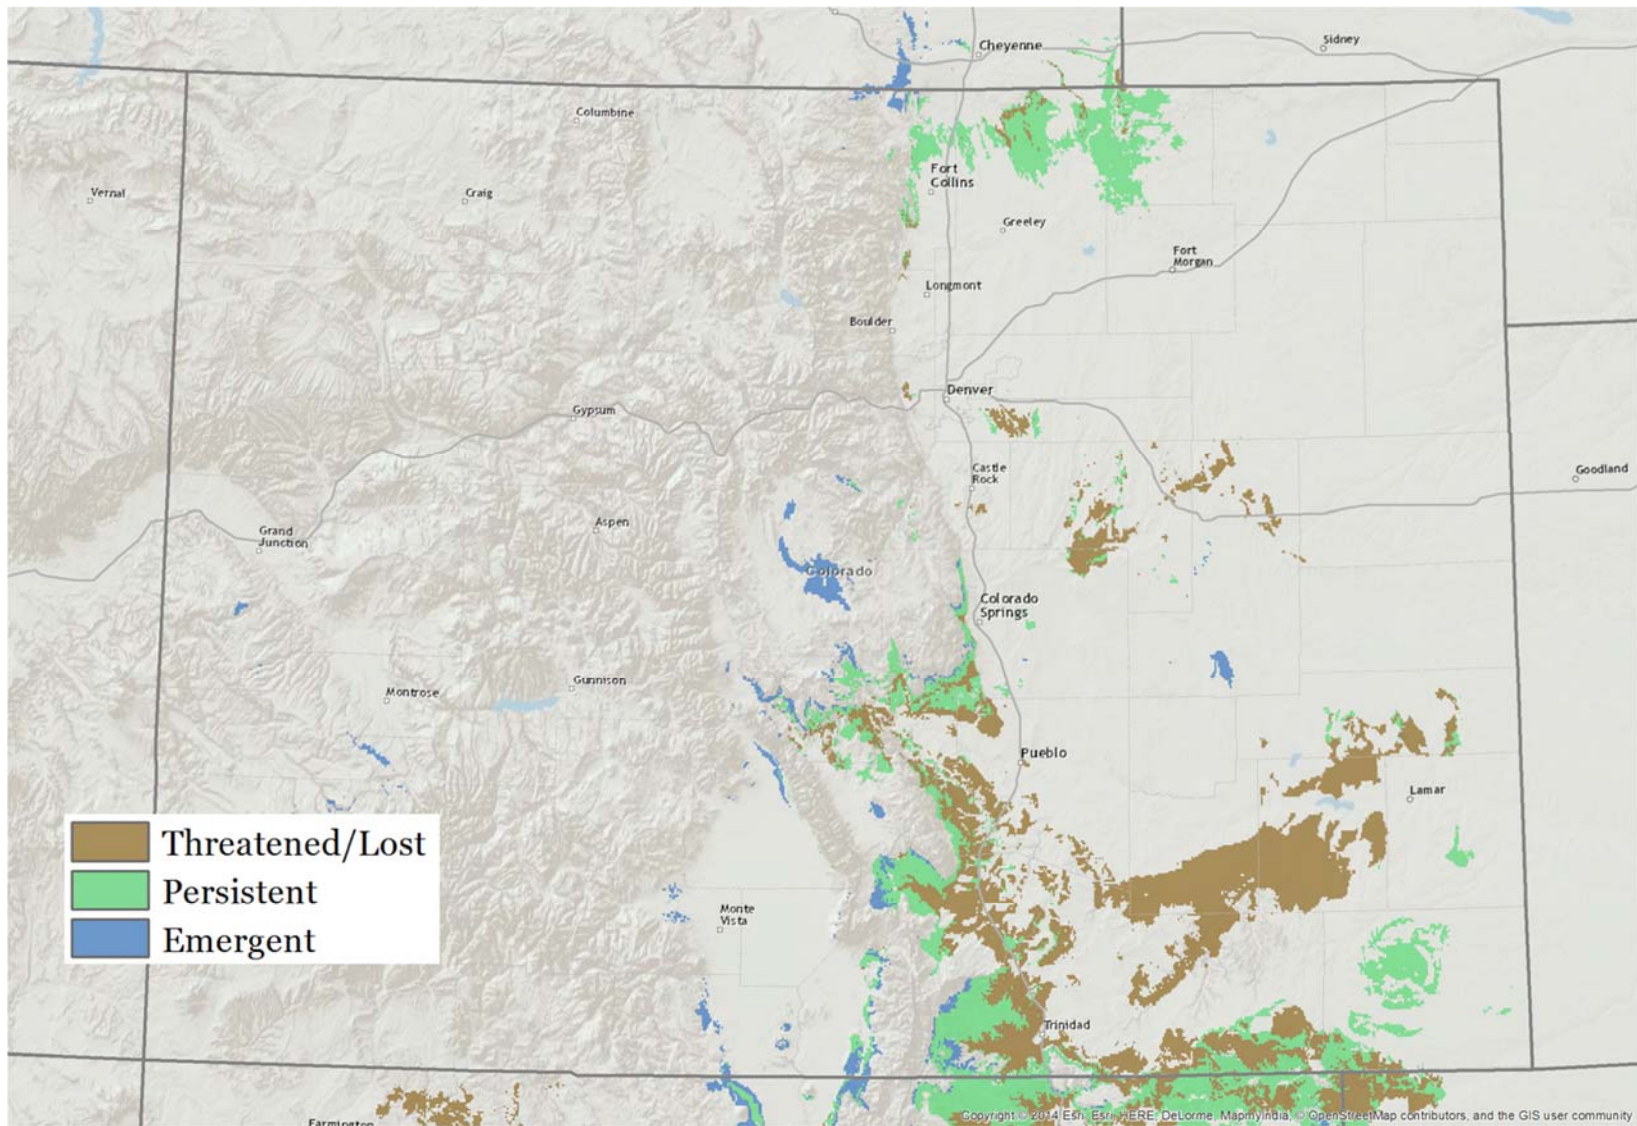 Cheyenne
Sidney
Columbine
Vernal
Craig
Fort
Collins
Greeley
Fort
Morgan
Longmont
Boulder
Denver
Gypsum
Castle
Rock
Goodland
Grand
Junction
Aspen
Colorado
Colorado
Springs
Gunnison
Montrose
Pueblo
Lamar
Threatened/Lost
Persistent
Emergent
Monte
Vista
Trinidad
Farmington
Copyright © 2014 Esri, Esri, HERE, DeLorme, MapmyIndia, © OpenStreetMap contributors, and the GIS user community